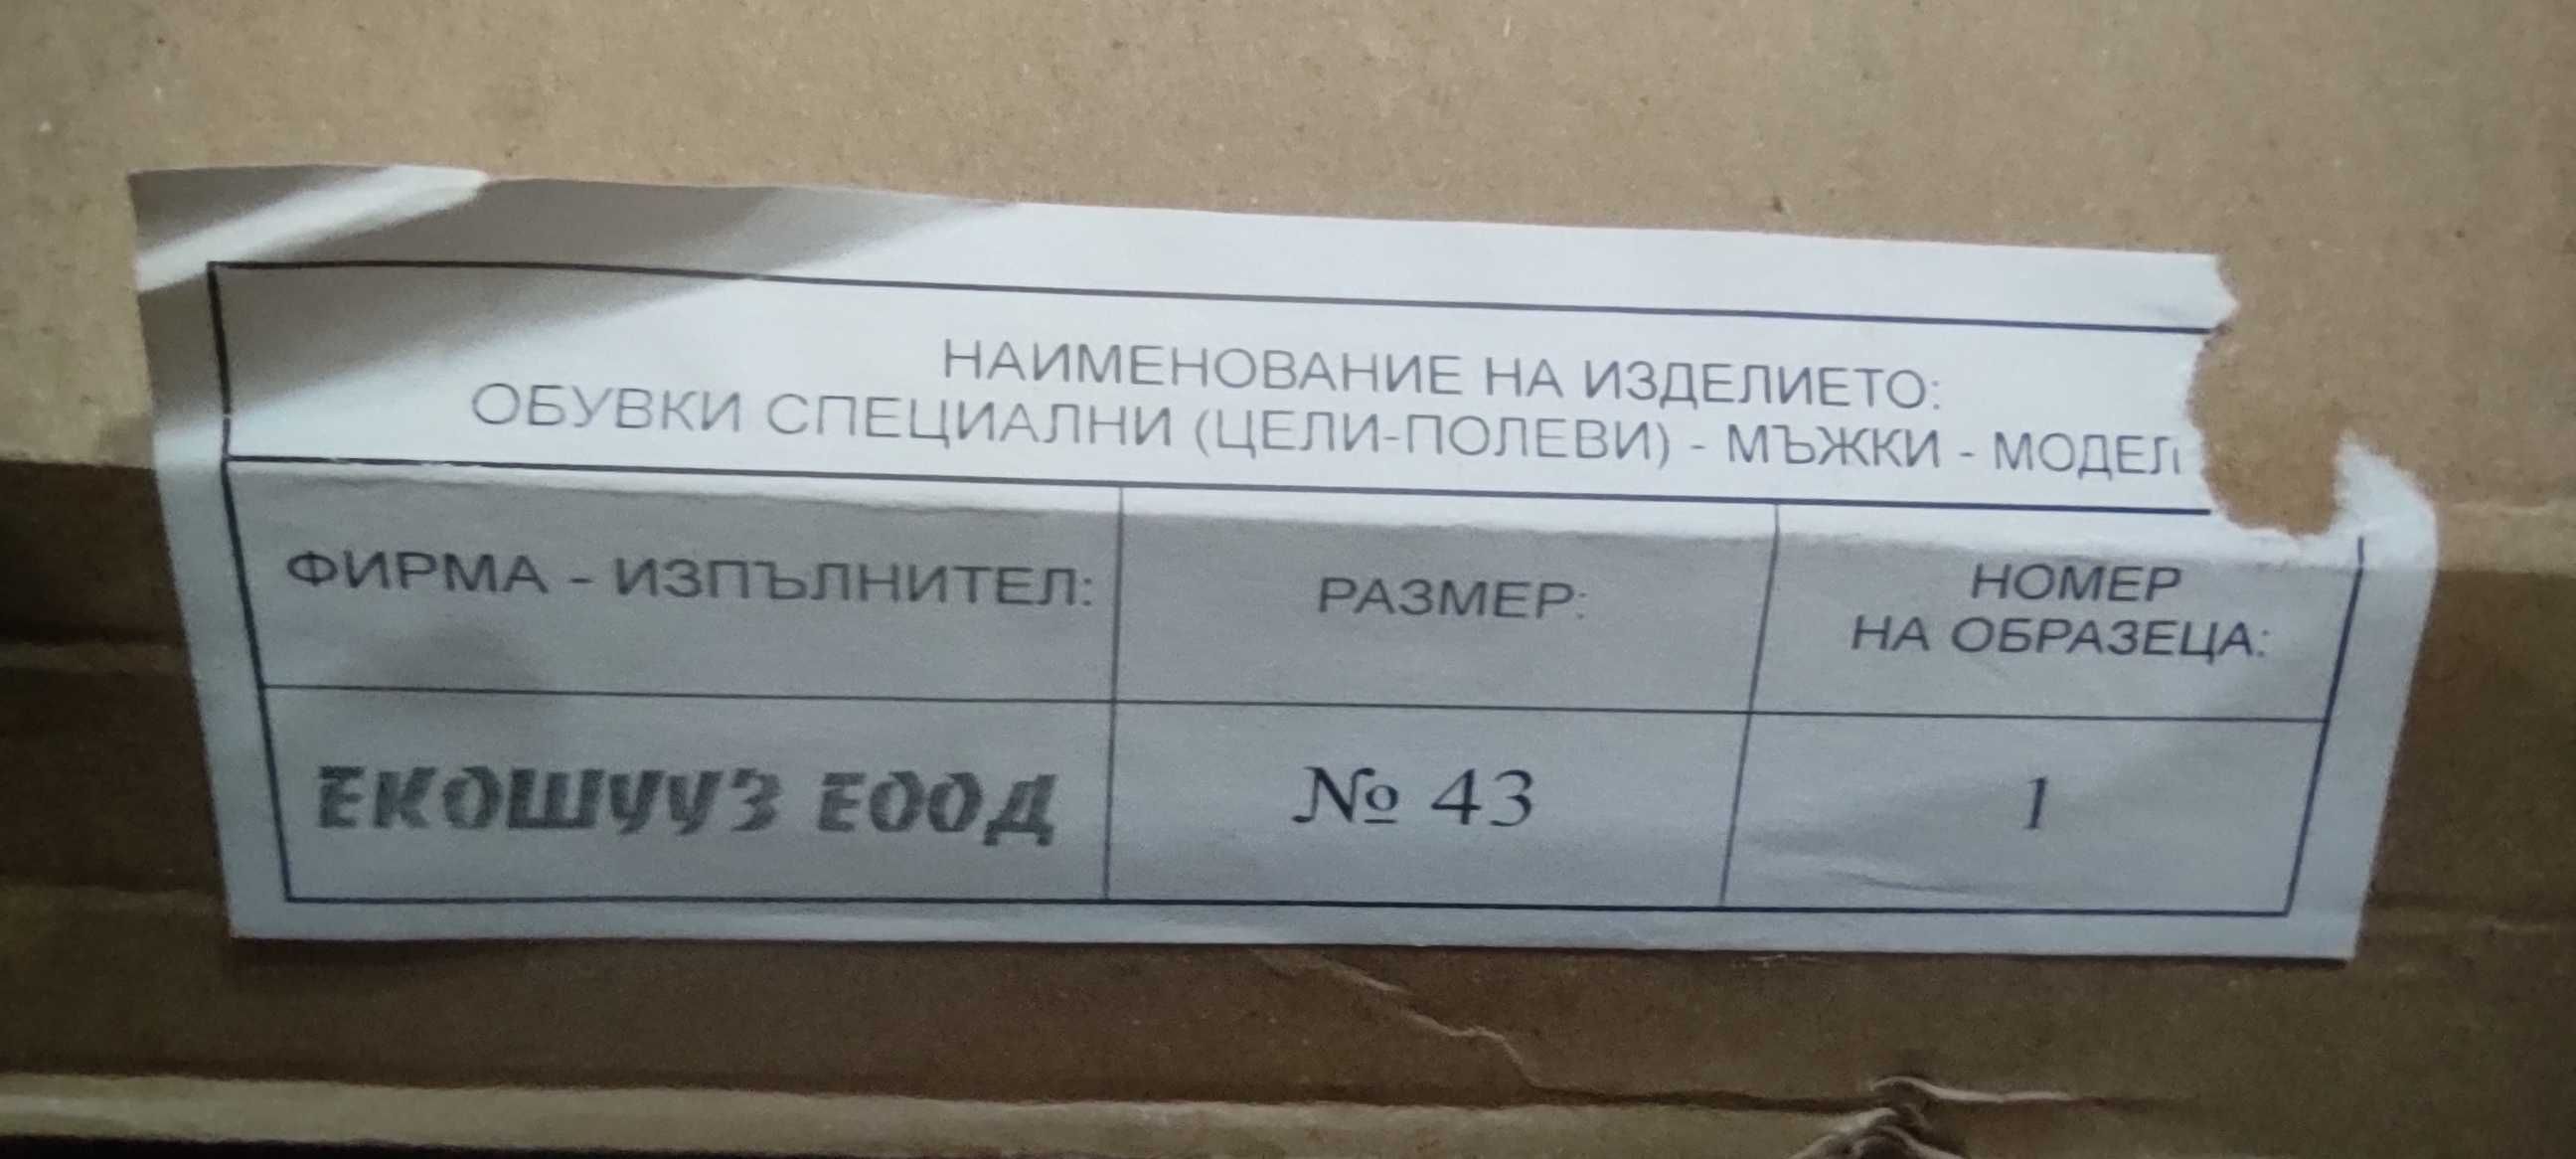 НАИМЕНОВАНИЕ НА ИЗДЕЛИЕТО:
ОБУВКИ СПЕЦИАЛНИ (ЦЕЛИ-ПОЛЕВИ) - МЪЖКИ - МОДЕЛ
ФИРМА - ИЗПЪЛНИТЕЛ:
РАЗМЕР:
НОМЕР
НА ОБРАЗЕЦА:
ЕКОШУУЗ ЕООД
№ 43
1